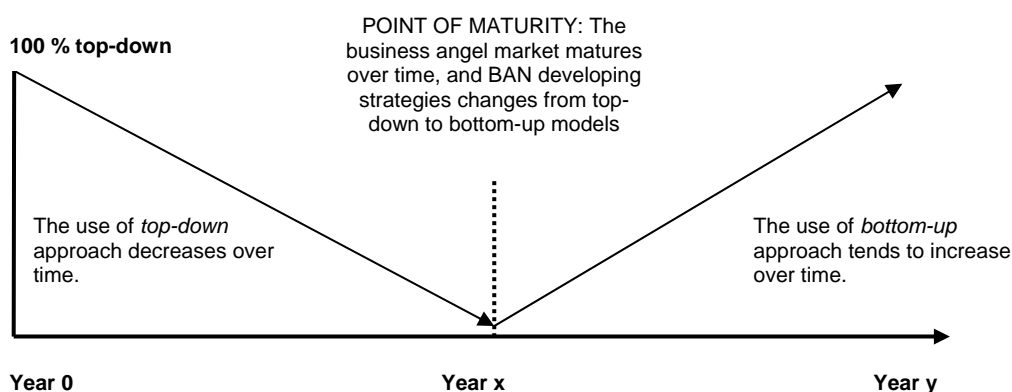 100 % top-down
POINT OF MATURITY: The
business angel market matures
over time, and BAN developing
strategies changes from top-
down to bottom-up models
The use of top-down
approach decreases over
time.
The use of bottom-up
approach tends to increase
over time.
Year 0
Year x
Year y